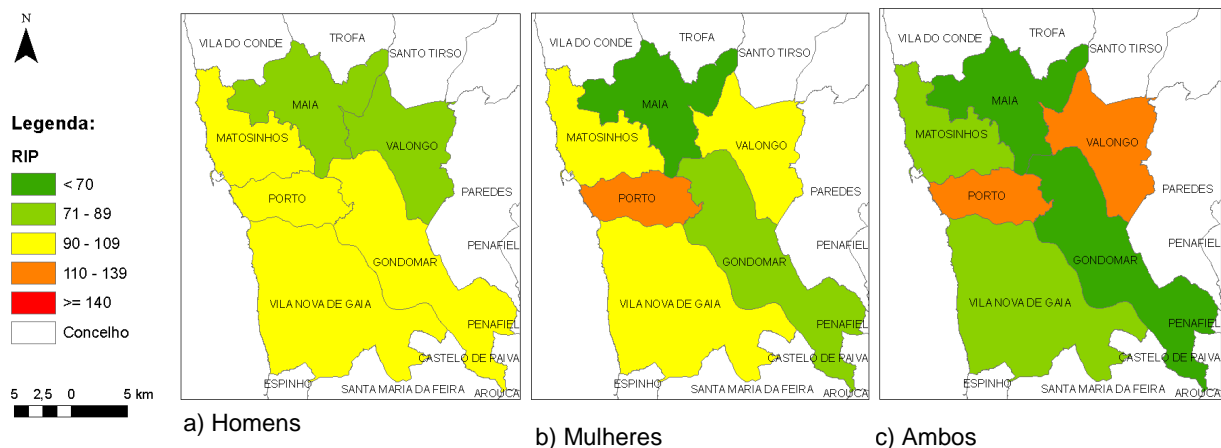 N
Legenda:
RIP
< 70
71 - 89
90 - 109
110 - 139
>= 140
Concelho
5 2,5 0 5 km
VILA DO CONDE
TROFA
SANTO TIRSO
MAIA
MATOSINHOS
VALONGO
PORTO
PAREDES
PENAFIEL
GONDOMAR
VILA NOVA DE GAIA
PENAFIEL
CASTELO DE PAIVA
ESPINHO
SANTA MARIA DA FEIRA
AROUCA
a) Homens
VILA DO CONDE
TROFA
SANTO TIRSO
MAIA
MATOSINHOS
VALONGO
PORTO
PAREDES
PENAFIEL
GONDOMAR
VILA NOVA DE GAIA
PENAFIEL
CASTELO DE PAIVA
ESPINHO
SANTA MARIA DA FEIRA
AROUCA
b) Mulheres
VILA DO CONDE
TROFA
SANTO TIRSO
MAIA
MATOSINHOS
VALONGO
PORTO
PAREDES
PENAFIEL
GONDOMAR
VILA NOVA DE GAIA
PENAFIEL
CASTELO DE PAIVA
ESPINHO
SANTA MARIA DA FEIRA
AROUCA
c) Ambos